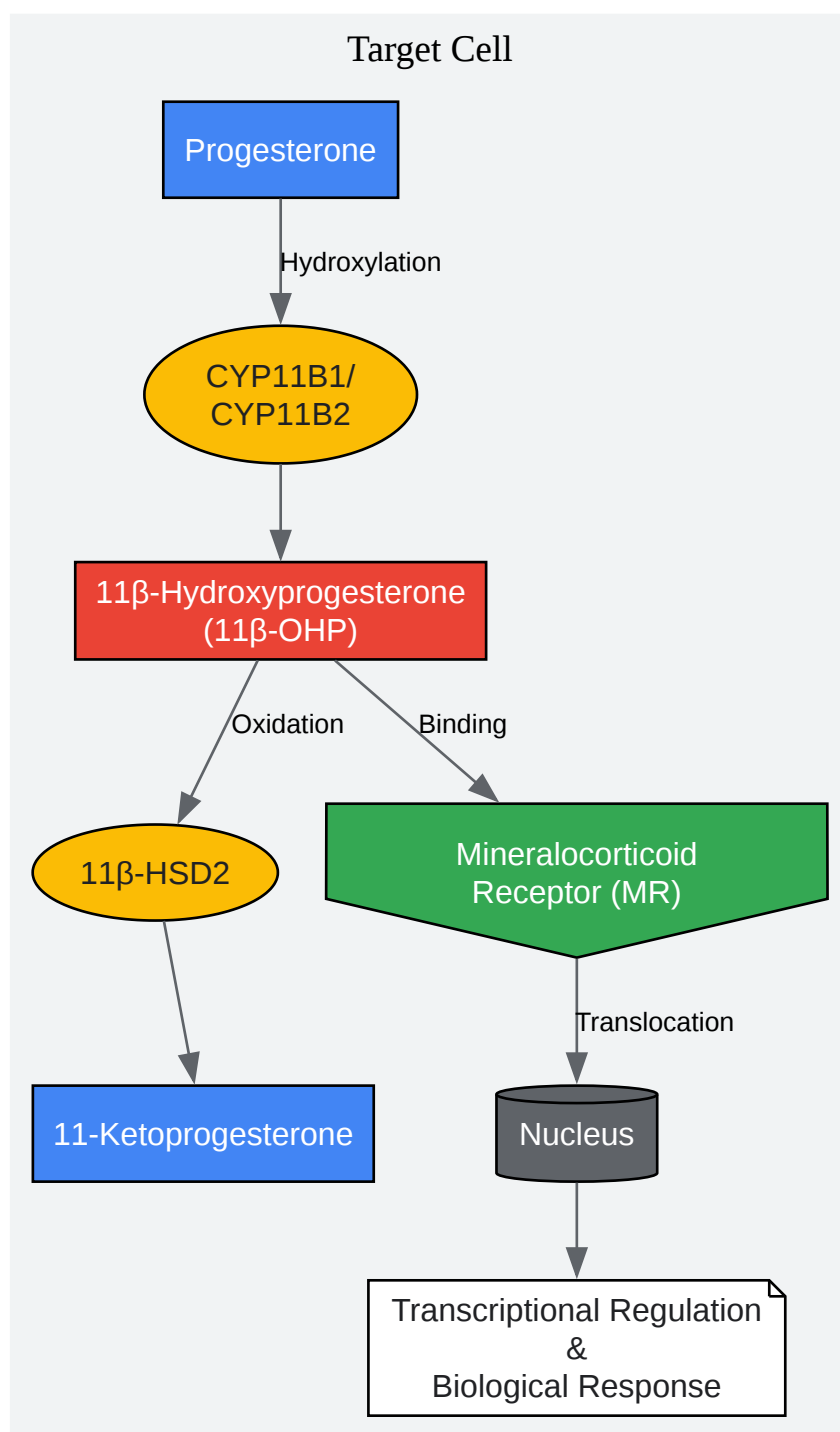 Target Cell
Progesterone
Hydroxylation
CYP11B1/
CYP11B2
11β-Hydroxyprogesterone
(11β-OHP)
Oxidation
Binding
11β-HSD2
Mineralocorticoid
Receptor (MR)
Translocation
11-Ketoprogesterone
Nucleus
Transcriptional Regulation
&
Biological Response